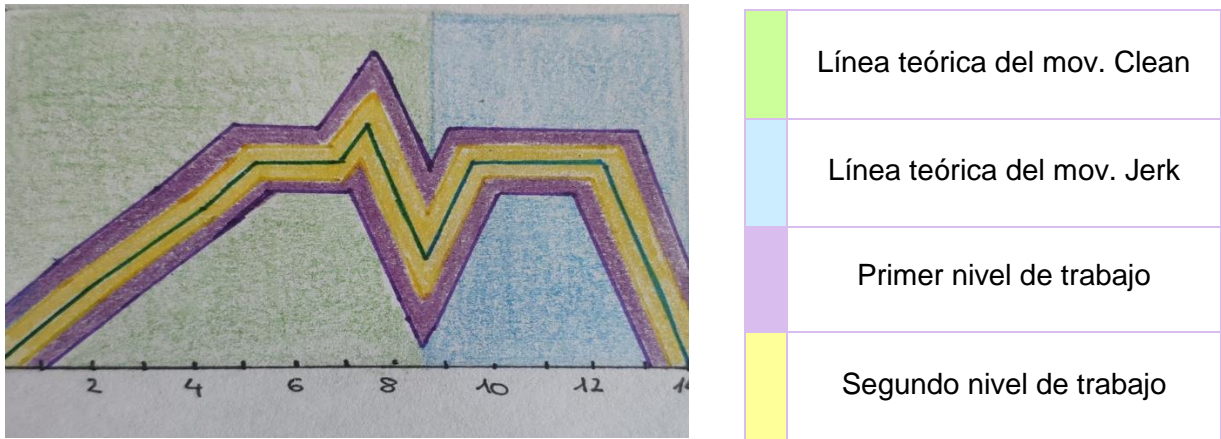 2 4 6 8 10 12
Línea teórica del mov. Clean
Línea teórica del mov. Jerk
Primer nivel de trabajo
Segundo nivel de trabajo